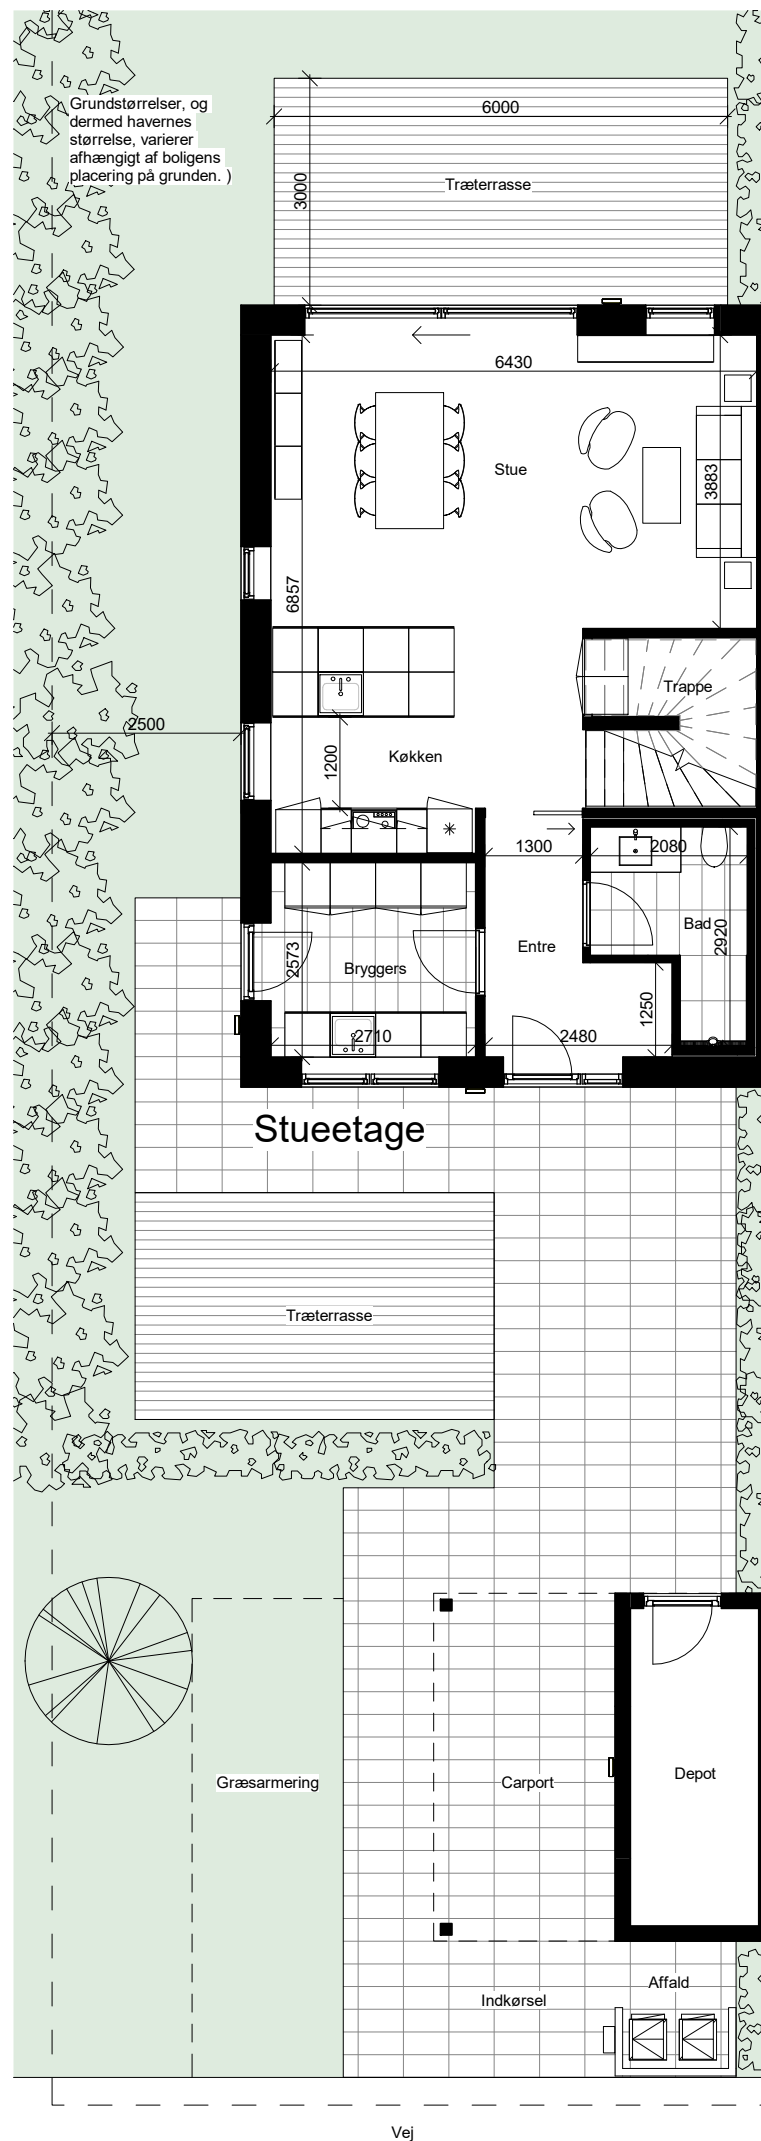 Grundstørrelser, og
dermed havernes
størrelse, varierer
afhængigt af boligens
placering på grunden. )
6000
3000
Træterrasse
6430
Stue
3883
6857
Trappe
2500
1200
Køkken
1300
2080
Bad
2920
Entre
2573
Bryggers
1250
2710
2480
Stueetage
Træterrasse
Græsarmering
Carport
Depot
Affald
Indkørsel
Vej